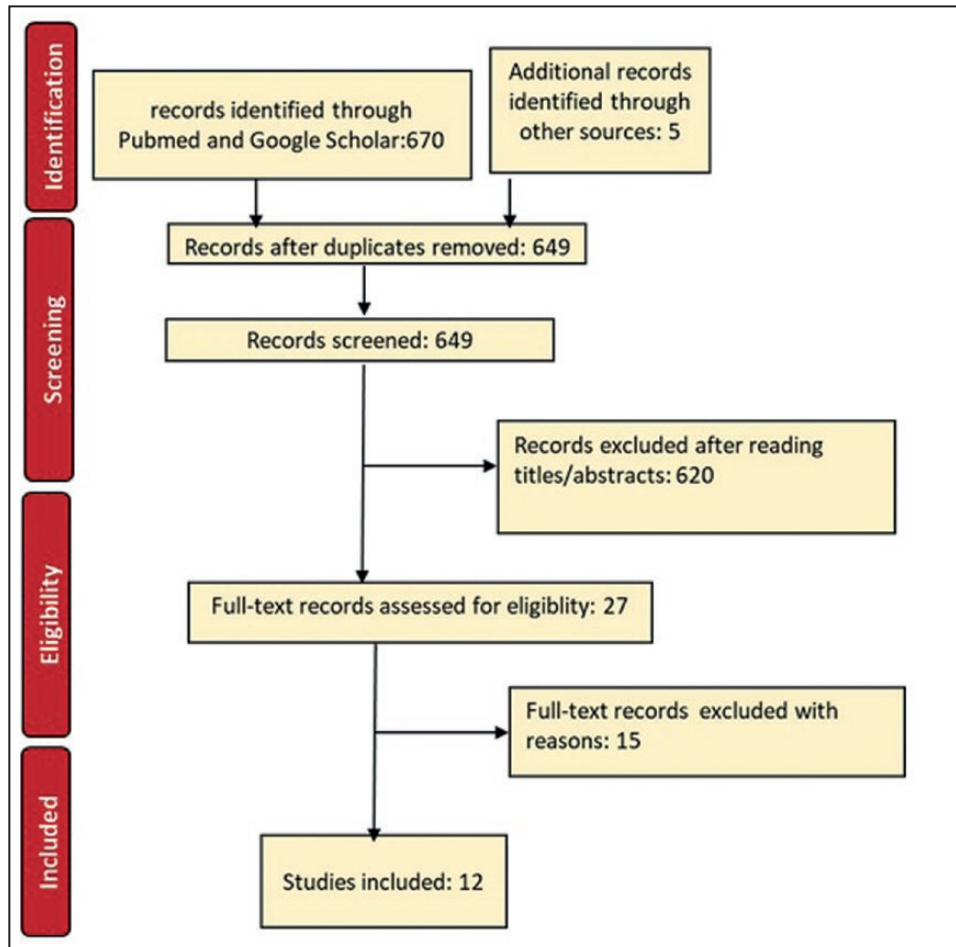 Identification
records identified through
Pubmed and Google Scholar:670
Additional records
identified through
other sources: 5
Screening
Records after duplicates removed: 649
Records screened: 649
Records excluded after reading
titles/abstracts: 620
Eligibility
Full-text records assessed for eligiblity: 27
Full-text records excluded with
reasons: 15
Included
Studies included: 12